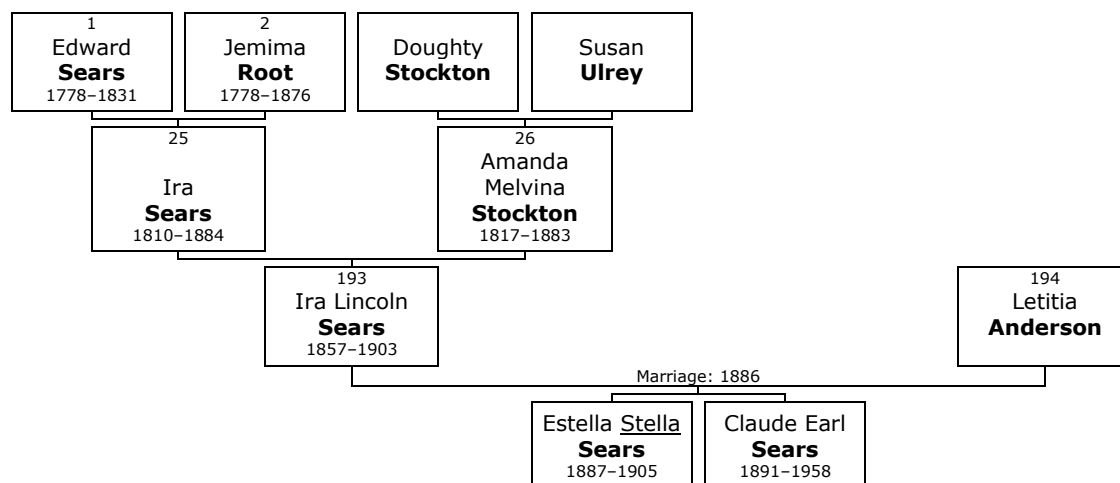 1
Edward
Sears
1778–1831
2
Jemima
Root
1778–1876
Doughty
Stockton
Susan
Ulrey
25
Ira
Sears
1810–1884
26
Amanda
Melvina
Stockton
1817–1883
193
Ira Lincoln
Sears
1857–1903
194
Letitia
Anderson
Marriage: 1886
Estella Stella
Sears
1887–1905
Claude Earl
Sears
1891–1958